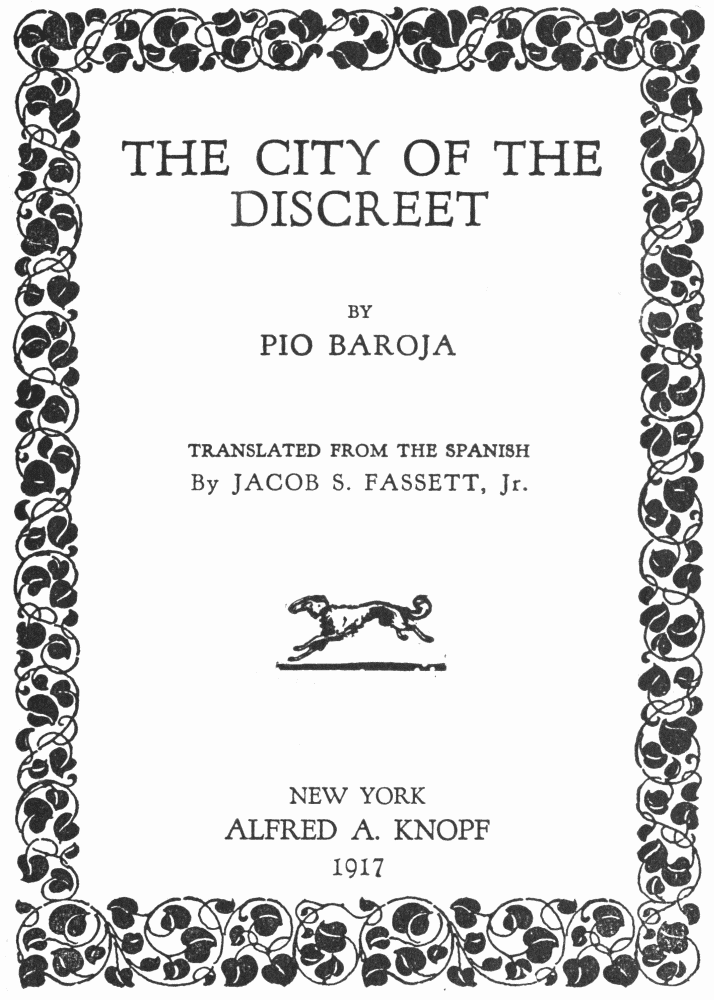 THE CITY OF THE
DISCREET
BY
PIO BAROJA
TRANSLATED FROM THE SPANISH
By JACOB S. FASSETT, Jr.
NEW YORK
ALFRED A. KNOPF
1917